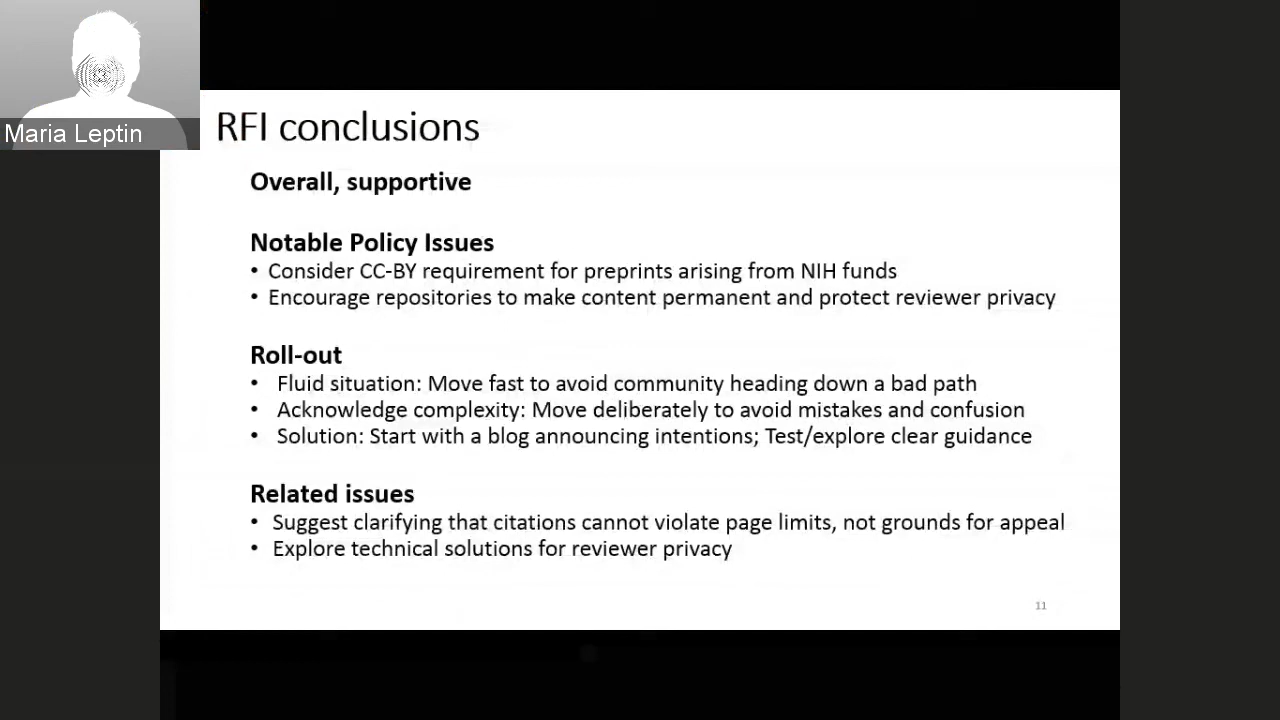 Maria Leptin
RFI conclusions
Overall, supportive
Notable Policy Issues
• Consider CC-BY requirement for preprints arising from NIH funds
• Encourage repositories to make content permanent and protect reviewer privacy
Roll-out
• Fluid situation: Move fast to avoid community heading down a bad path
• Acknowledge complexity: Move deliberately to avoid mistakes and confusion
• Solution: Start with a blog announcing intentions; Test/explore clear guidance
Related issues
• Suggest clarifying that citations cannot violate page limits, not grounds for appeal
• Explore technical solutions for reviewer privacy
11